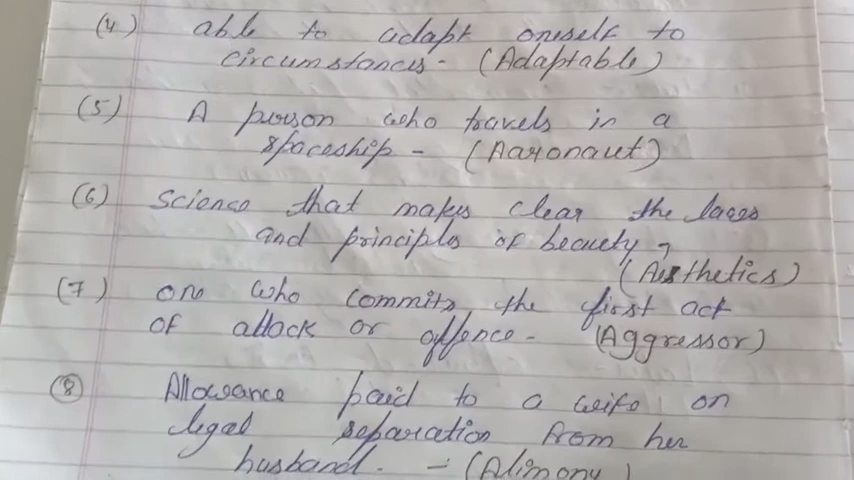 (4) able to adapt oneself to
circumstances - (Adaptable)
(5) A person who travels in a
spaceship - (Aaronaut)
(6) Science that makes clear the laws
and principles of beauty -
(Aesthetics)
(7) one who commits the first act
of attack or offence - (Aggressor)
(8) Allowance paid to a wife on
legal separation from her
husband. - (Alimony)